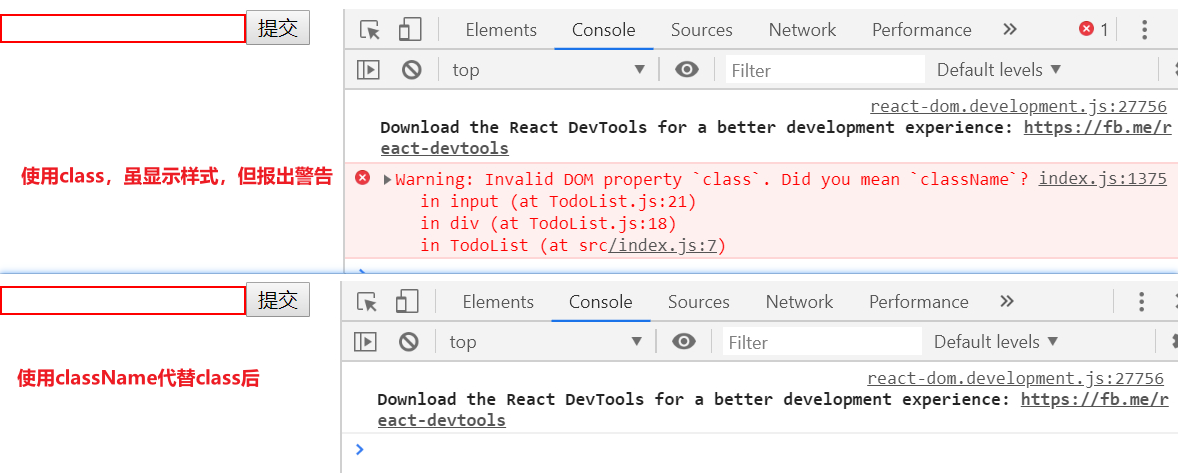 提交
Elements Console Sources Network Performance 1
top Filter Default levels
react-dom.development.js:27756
Download the React DevTools for a better development experience: https://fb.me/r
eact-devtools
使用class，虽显示样式，但报出警告
Warning: Invalid DOM property `class`. Did you mean `className`? index.js:1375
in input (at TodoList.js:21)
in div (at TodoList.js:18)
in TodoList (at src/index.js:7)
提交
Elements Console Sources Network Performance
top Filter Default levels
使用className代替class后
react-dom.development.js:27756
Download the React DevTools for a better development experience: https://fb.me/r
eact-devtools